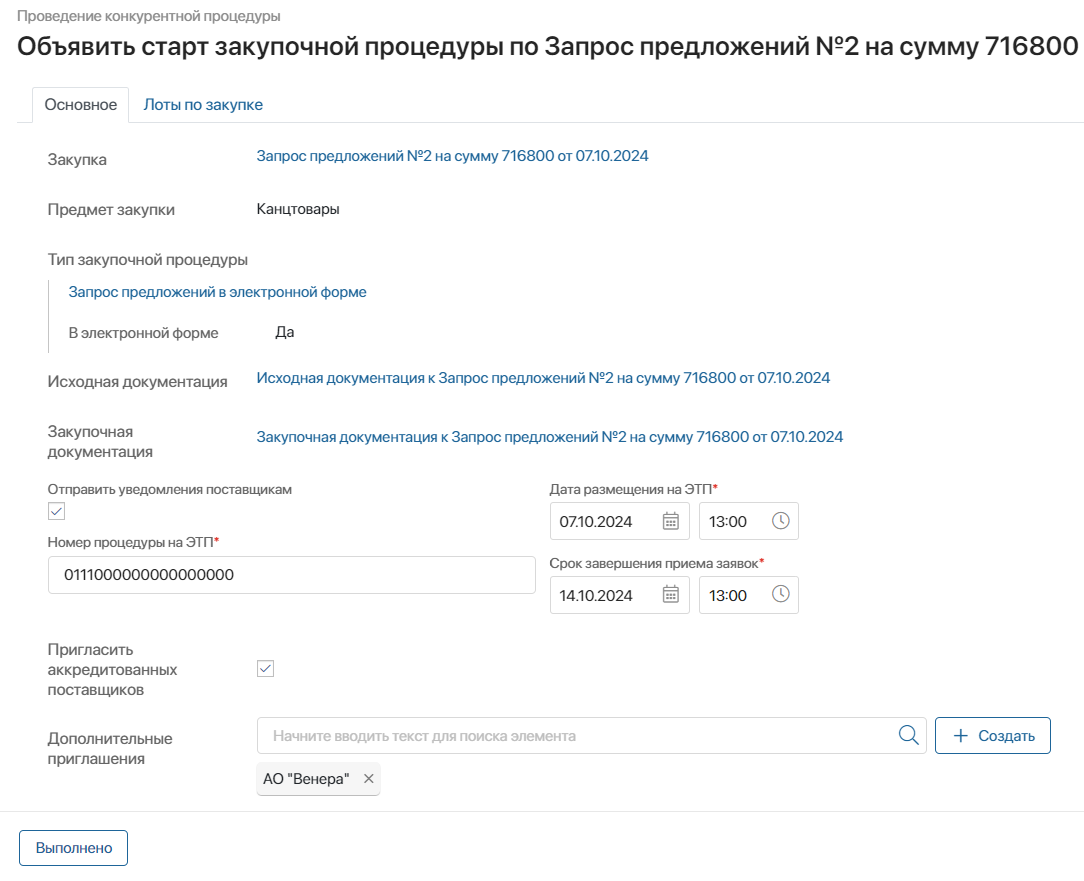 Проведение конкурентной процедуры
Объявить старт закупочной процедуры по Запрос предложений №2 на сумму 716800
Основное
Лоты по закупке
Закупка
Запрос предложений №2 на сумму 716800 от 07.10.2024
Предмет закупки
Канцтовары
Тип закупочной процедуры
Запрос предложений в электронной форме
В электронной форме
Да
Исходная документация
Исходная документация к Запрос предложений №2 на сумму 716800 от 07.10.2024
Закупочная
документация
Закупочная документация к Запрос предложений №2 на сумму 716800 от 07.10.2024
Отправить уведомления поставщикам
Номер процедуры на ЭТП*
0111000000000000000
Дата размещения на ЭТП*
07.10.2024
13:00
Срок завершения приема заявок*
14.10.2024
13:00
Пригласить
аккредитованных
поставщиков
Дополнительные
приглашения
Начните вводить текст для поиска элемента
+ Создать
АО "Венера" ×
Выполнено